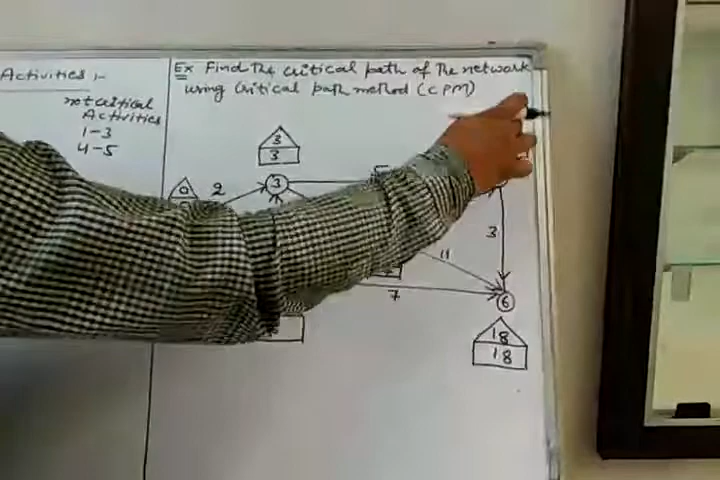 Activities :-
not critical
Activities
1-3
4-5
Ex Find the critical path of the network
using critical path method (CPM)
3
3
0
2
3
3
11
7
6
18
18